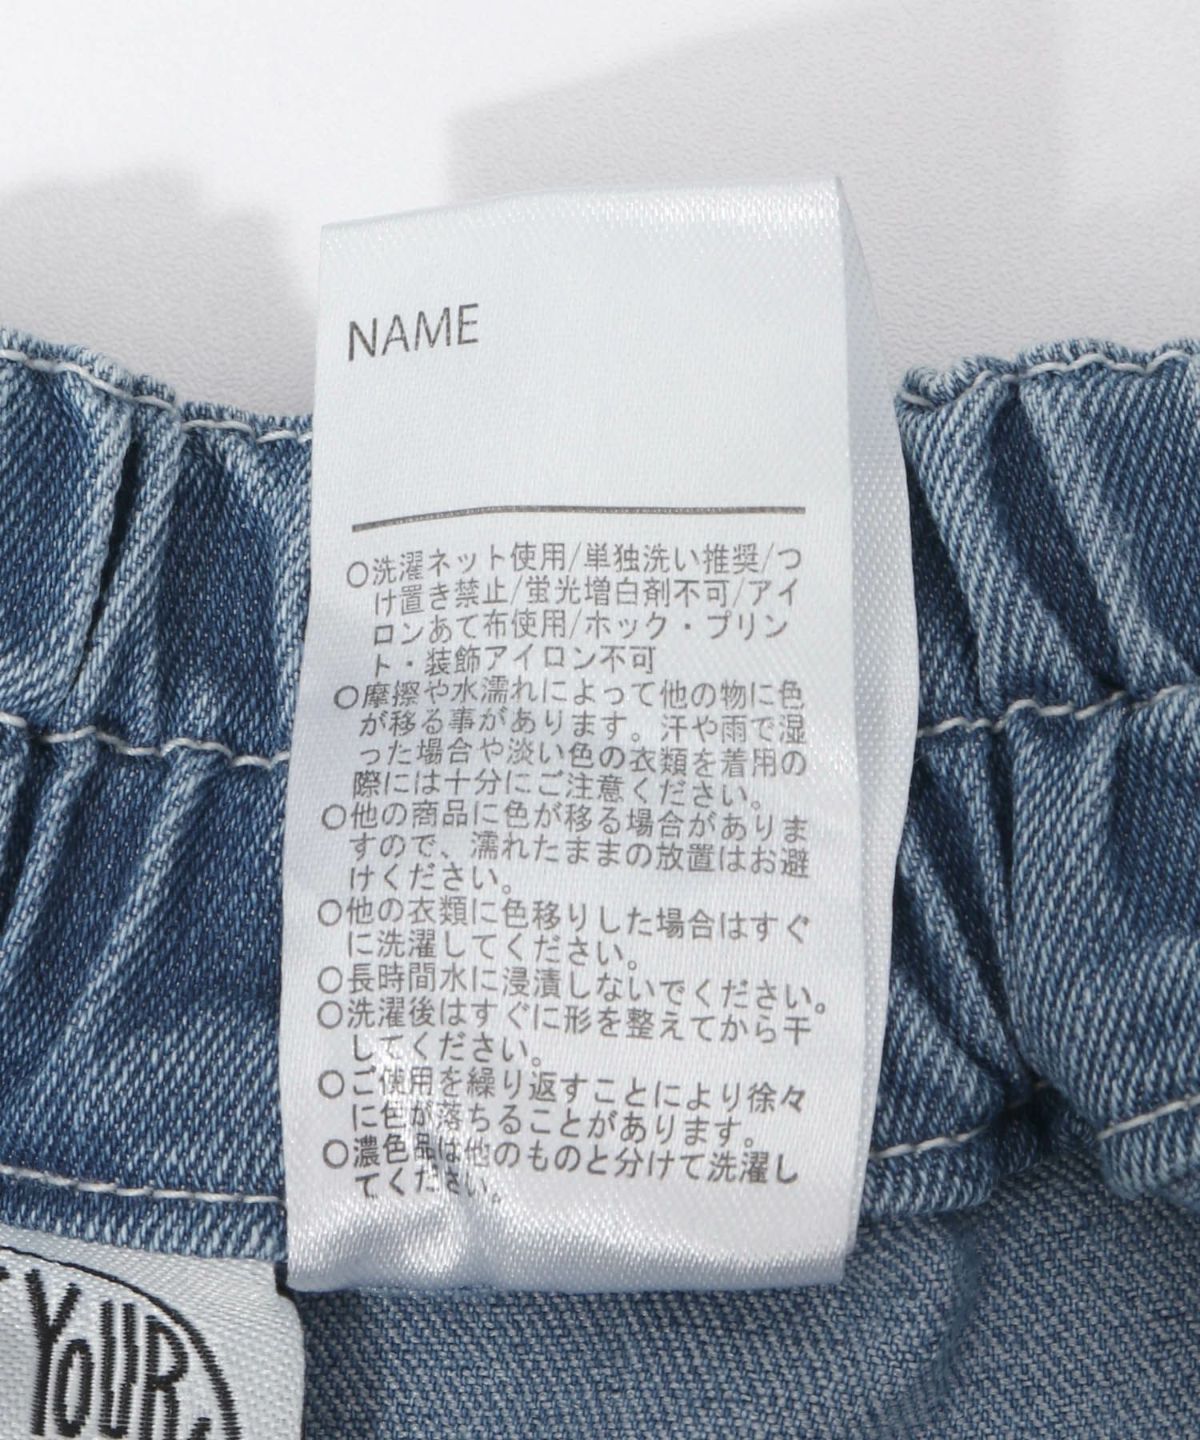 NAME
○洗濯ネット使用/単独洗い推奨/つ
け置き禁止/蛍光増白剤不可/アイ
ロンあて布使用/ホック・プリン
ト・装飾アイロン不可
○摩擦や水濡れによって他の物に色
が移る事があります。汗や雨で湿
った場合や淡い色の衣類を着用の
際には十分にご注意ください。
○他の商品に色が移る場合がありま
すので、濡れたままの放置はお避
けください。
○他の衣類に色移りした場合はすぐ
に洗濯してください。
○長時間水に浸漬しないでください。
○洗濯後はすぐに形を整えてから干
してください。
○ご使用を繰り返すことにより徐々
に色が落ちることがあります。
○濃色品は他のものと分けて洗濯し
てください。
YOUR